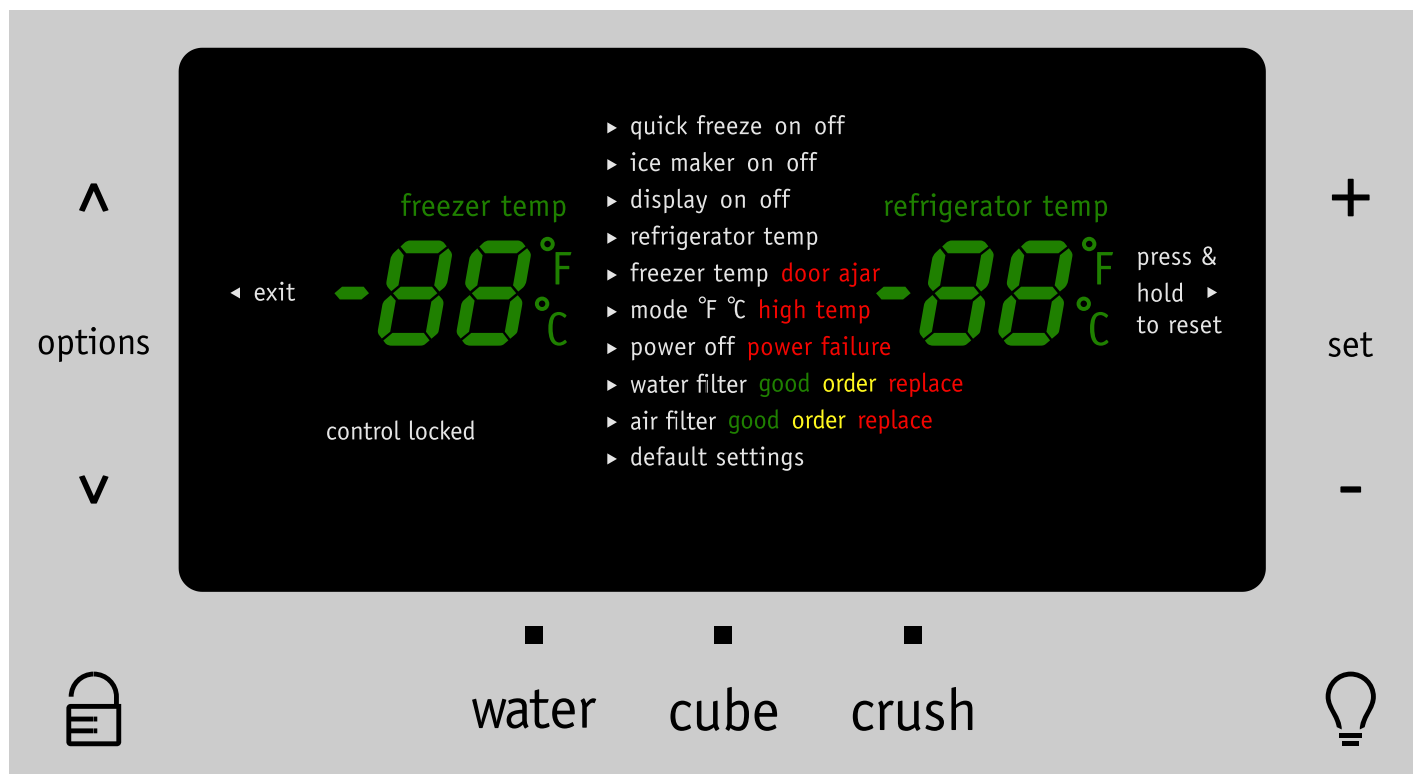 quick freeze on off
ice maker on off
display on off
refrigerator temp
freezer temp door ajar
mode °F °C high temp
power off power failure
water filter good order replace
air filter good order replace
default settings
freezer temp
-88 °F °C
refrigerator temp
-88 °F °C
exit
press &
hold
to reset
control locked
^
options
v
+
set
-
water
cube
crush